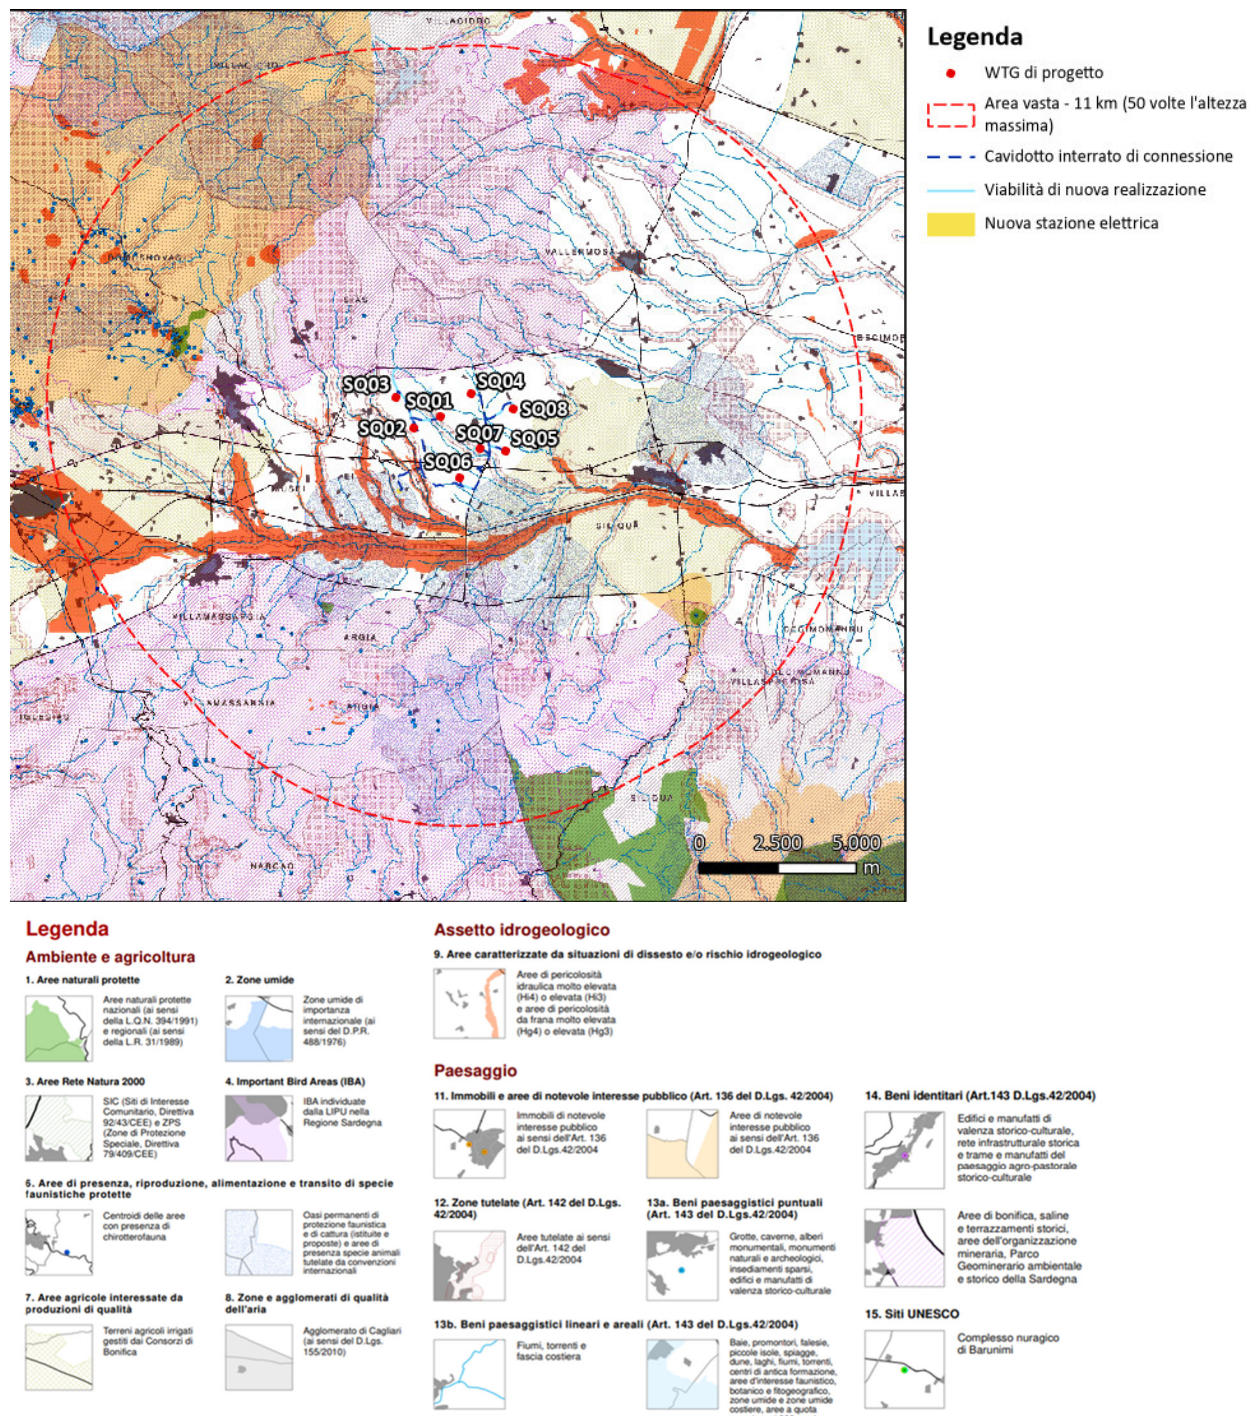 VILLACIDRO
VILLACIDRO
DOMUSNOVAS
VALLERMOSA
SIAS
DECIMOP
SQ03
SQ04
SQ01
SQ08
SQ02
SQ07
SQ05
SQ06
MUSEI
VILLAS
SILIQUA
VILLAMASSARGIA
ARGIA
DECIMOMANNU
DECIMOMANNU
VILLASPECIOSA
IGLESIAS
VILLAMASSARGIA
SILIQUA
NARCAO
0 2.500 5.000
m
Legenda
WTG di progetto
Area vasta - 11 km (50 volte l'altezza
massima)
Cavidotto interrato di connessione
Viabilità di nuova realizzazione
Nuova stazione elettrica
Legenda
Ambiente e agricoltura
1. Aree naturali protette
Aree naturali protette
nazionali (ai sensi
della L.Q.N. 394/1991)
e regionali (ai sensi
della L.R. 31/1989)
2. Zone umide
Zone umide di
importanza
internazionale (ai
sensi del D.P.R.
488/1976)
3. Aree Rete Natura 2000
SIC (Siti di Interesse
Comunitario, Direttiva
92/43/CEE) e ZPS
(Zone di Protezione
Speciale, Direttiva
79/409/CEE)
4. Important Bird Areas (IBA)
IBA individuate
dalla LIPU nella
Regione Sardegna
6. Aree di presenza, riproduzione, alimentazione e transito di specie
faunistiche protette
Centroidi delle aree
con presenza di
chirotterofauna
Oasi permanenti di
protezione faunistica
e di cattura (istituite e
proposte) e aree di
presenza specie animali
tutelate da convenzioni
internazionali
7. Aree agricole interessate da
produzioni di qualità
Terreni agricoli irrigati
gestiti dai Consorzi di
Bonifica
8. Zone e agglomerati di qualità
dell'aria
Agglomerato di Cagliari
(ai sensi del D.Lgs.
155/2010)
Assetto idrogeologico
9. Aree caratterizzate da situazioni di dissesto e/o rischio idrogeologico
Aree di pericolosità
idraulica molto elevata
(Hi4) o elevata (Hi3)
e aree di pericolosità
da frana molto elevata
(Hg4) o elevata (Hg3)
Paesaggio
11. Immobili e aree di notevole interesse pubblico (Art. 136 del D.Lgs. 42/2004)
Immobili di notevole
interesse pubblico
ai sensi dell'Art. 136
del D.Lgs.42/2004
Aree di notevole
interesse pubblico
ai sensi dell'Art. 136
del D.Lgs.42/2004
12. Zone tutelate (Art. 142 del D.Lgs.
42/2004)
Aree tutelate ai sensi
dell'Art. 142 del
D.Lgs.42/2004
13a. Beni paesaggistici puntuali
(Art. 143 del D.Lgs.42/2004)
Grotte, caverne, alberi
monumentali, monumenti
naturali e archeologici,
insediamenti sparsi,
edifici e manufatti di
valenza storico-culturale
13b. Beni paesaggistici lineari e areali (Art. 143 del D.Lgs.42/2004)
Fiumi, torrenti e
fascia costiera
Baie, promontori, falesie,
piccole isole, spiagge,
dune, laghi, fiumi, torrenti,
centri di antica formazione,
aree d'interesse faunistico,
botanico e fitogeografico,
zone umide e zone umide
costiere, aree a quota
14. Beni identitari (Art.143 D.Lgs.42/2004)
Edifici e manufatti di
valenza storico-culturale,
rete infrastrutturale storica
e trame e manufatti del
paesaggio agro-pastorale
storico-culturale
Aree di bonifica, saline
e terrazzamenti storici,
aree dell'organizzazione
mineraria, Parco
Geominerario ambientale
e storico della Sardegna
15. Siti UNESCO
Complesso nuragico
di Barunimi